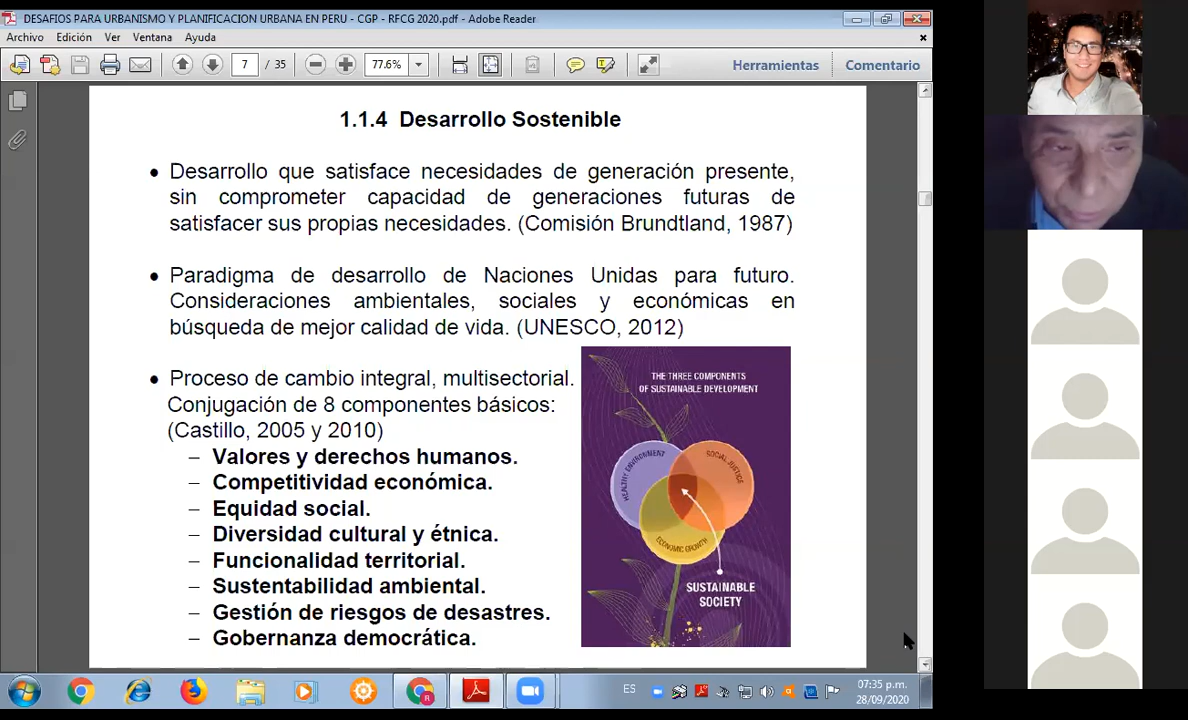 DESAFIOS PARA URBANISMO Y PLANIFICACION URBANA EN PERU - CGP - RFCG 2020.pdf - Adobe Reader
Archivo Edición Ver Ventana Ayuda
7 / 35 77.6% Herramientas Comentario
1.1.4 Desarrollo Sostenible
• Desarrollo que satisface necesidades de generación presente,
sin comprometer capacidad de generaciones futuras de
satisfacer sus propias necesidades. (Comisión Brundtland, 1987)
• Paradigma de desarrollo de Naciones Unidas para futuro.
Consideraciones ambientales, sociales y económicas en
búsqueda de mejor calidad de vida. (UNESCO, 2012)
• Proceso de cambio integral, multisectorial.
Conjugación de 8 componentes básicos:
(Castillo, 2005 y 2010)
– Valores y derechos humanos.
– Competitividad económica.
– Equidad social.
– Diversidad cultural y étnica.
– Funcionalidad territorial.
– Sustentabilidad ambiental.
– Gestión de riesgos de desastres.
– Gobernanza democrática.
THE THREE COMPONENTS
OF SUSTAINABLE DEVELOPMENT
HEALTHY ENVIRONMENT
SOCIAL JUSTICE
ECONOMIC GROWTH
SUSTAINABLE
SOCIETY
ES
07:35 p.m.
28/09/2020